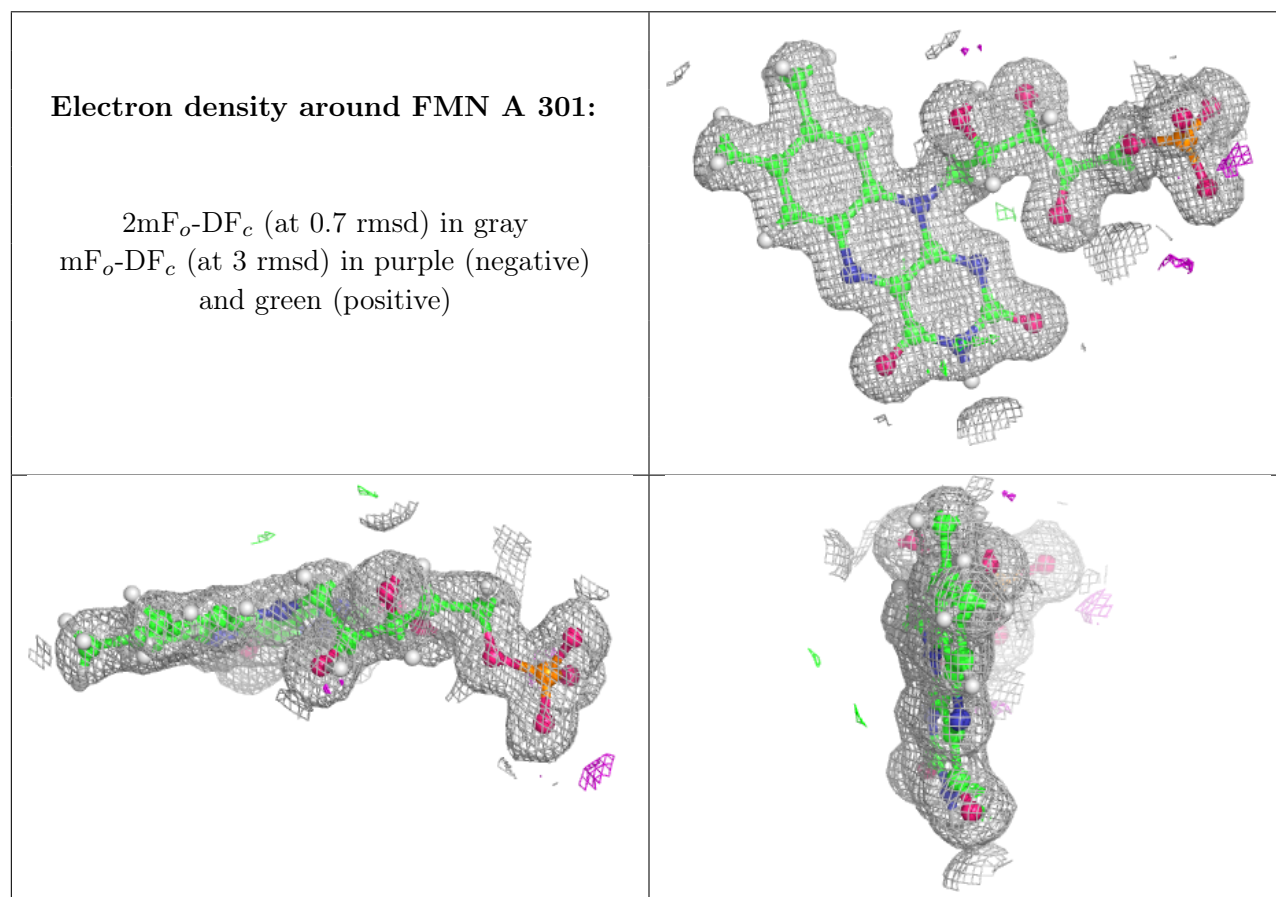 Electron density around FMN A 301:
2mFₒ-DF𝒸 (at 0.7 rmsd) in gray
mFₒ-DF𝒸 (at 3 rmsd) in purple (negative)
and green (positive)